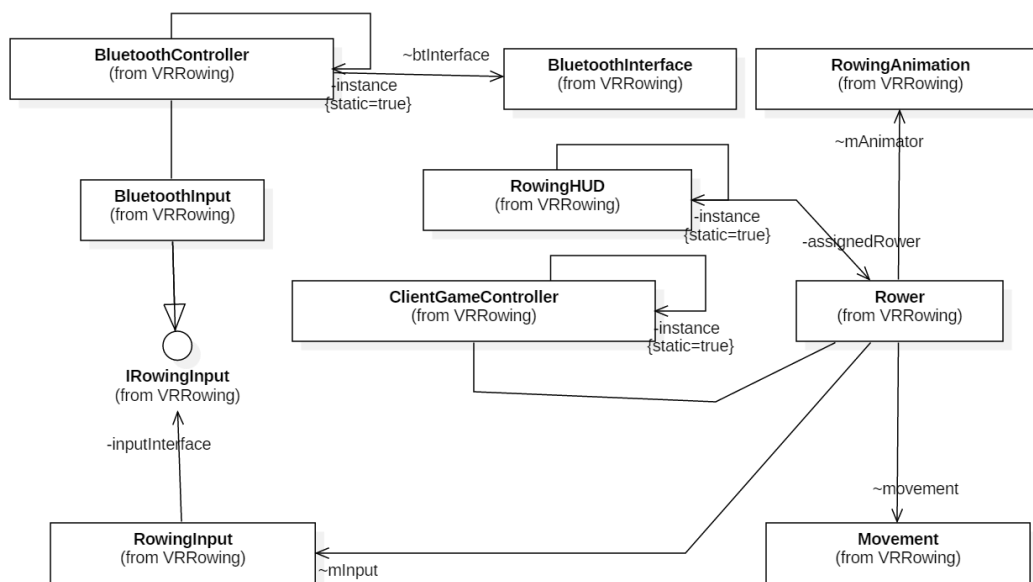 BluetoothController
(from VRRowing)
-instance
{static=true}
~btInterface
BluetoothInterface
(from VRRowing)
RowingAnimation
(from VRRowing)
~mAnimator
BluetoothInput
(from VRRowing)
RowingHUD
(from VRRowing)
-instance
{static=true}
-assignedRower
ClientGameController
(from VRRowing)
-instance
{static=true}
Rower
(from VRRowing)
IRowingInput
(from VRRowing)
-inputInterface
~movement
RowingInput
(from VRRowing)
~mInput
Movement
(from VRRowing)